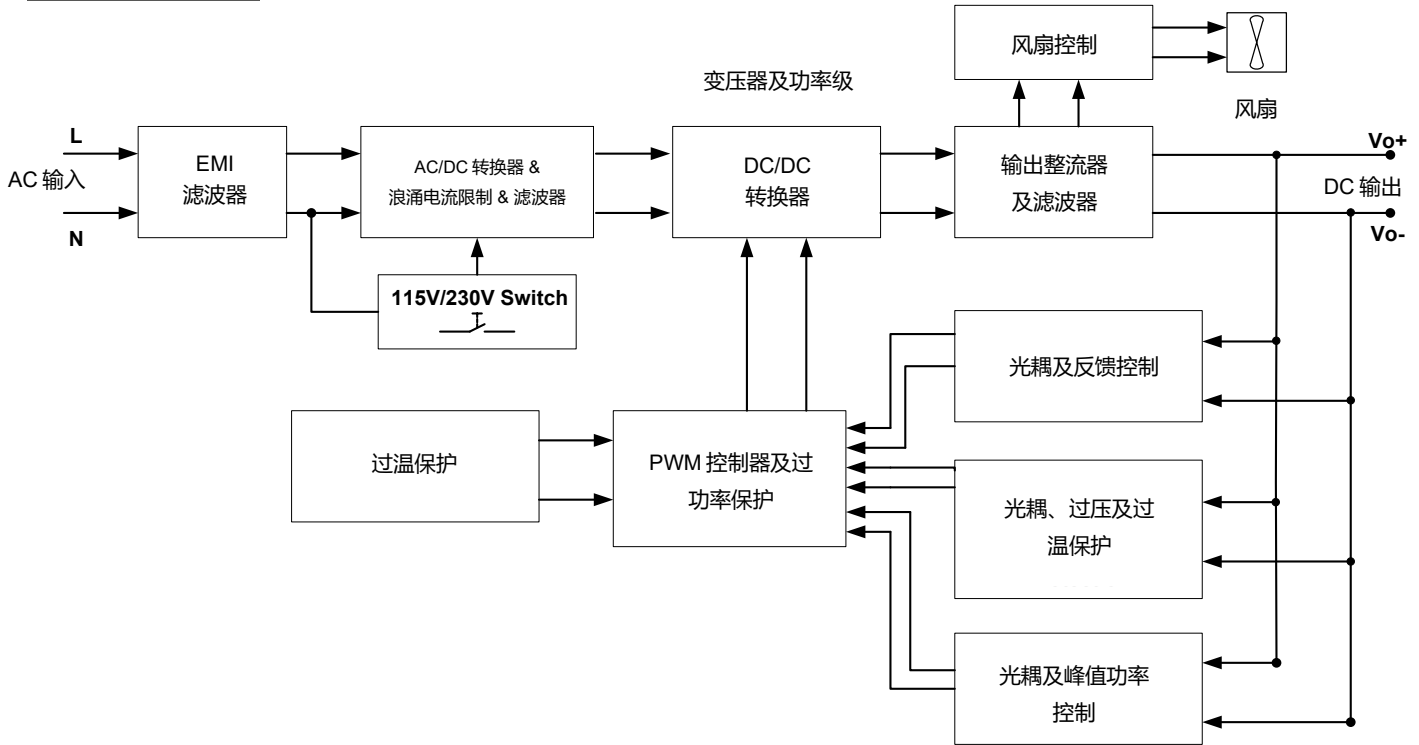 风扇控制
变压器及功率级
风扇
L
AC 输入
N
EMI
滤波器
AC/DC 转换器 &
浪涌电流限制 & 滤波器
DC/DC
转换器
输出整流器
及滤波器
Vo+
DC 输出
Vo-
115V/230V Switch
光耦及反馈控制
过温保护
PWM 控制器及过
功率保护
光耦、过压及过
温保护
光耦及峰值功率
控制